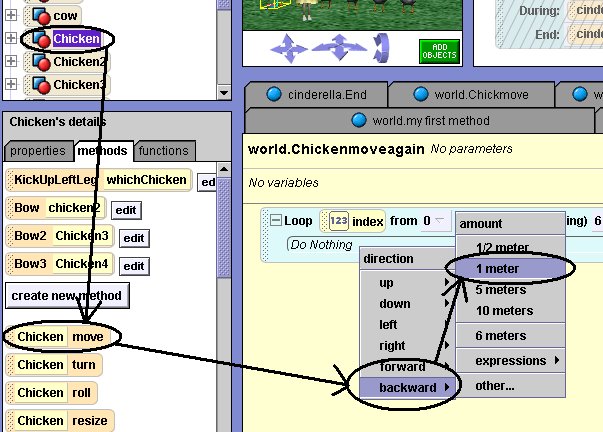 cow
Chicken
Chicken2
Chicken3
ADD OBJECTS
During:
End:
Chicken's details
properties methods functions
KickUpLeftLeg whichChicken
Bow chicken2 edit
Bow2 Chicken3 edit
Bow3 Chicken4 edit
create new method
Chicken move
Chicken turn
Chicken roll
Chicken resize
cinderella.End world.Chickmove
world.my first method
world.Chickenmoveagain No parameters
No variables
Loop 123 index from 0 ing) 6
Do Nothing
direction
up
down
left
right
forward
backward
amount
1/2 meter
1 meter
5 meters
10 meters
6 meters
expressions
other...